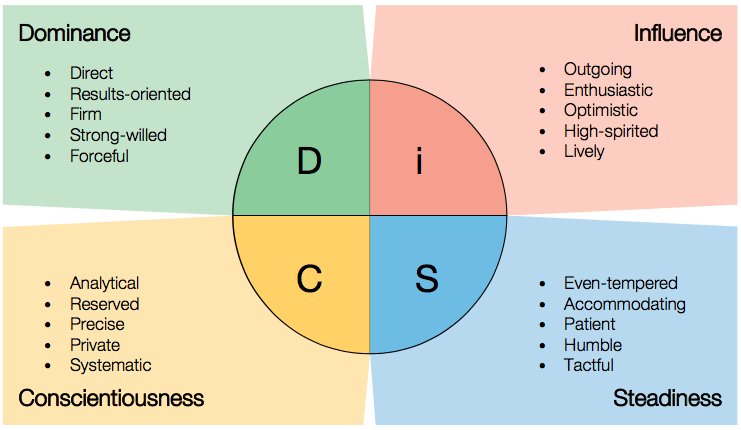 Dominance
• Direct
• Results-oriented
• Firm
• Strong-willed
• Forceful
Influence
• Outgoing
• Enthusiastic
• Optimistic
• High-spirited
• Lively
D
i
C
S
• Analytical
• Reserved
• Precise
• Private
• Systematic
Conscientiousness
• Even-tempered
• Accommodating
• Patient
• Humble
• Tactful
Steadiness